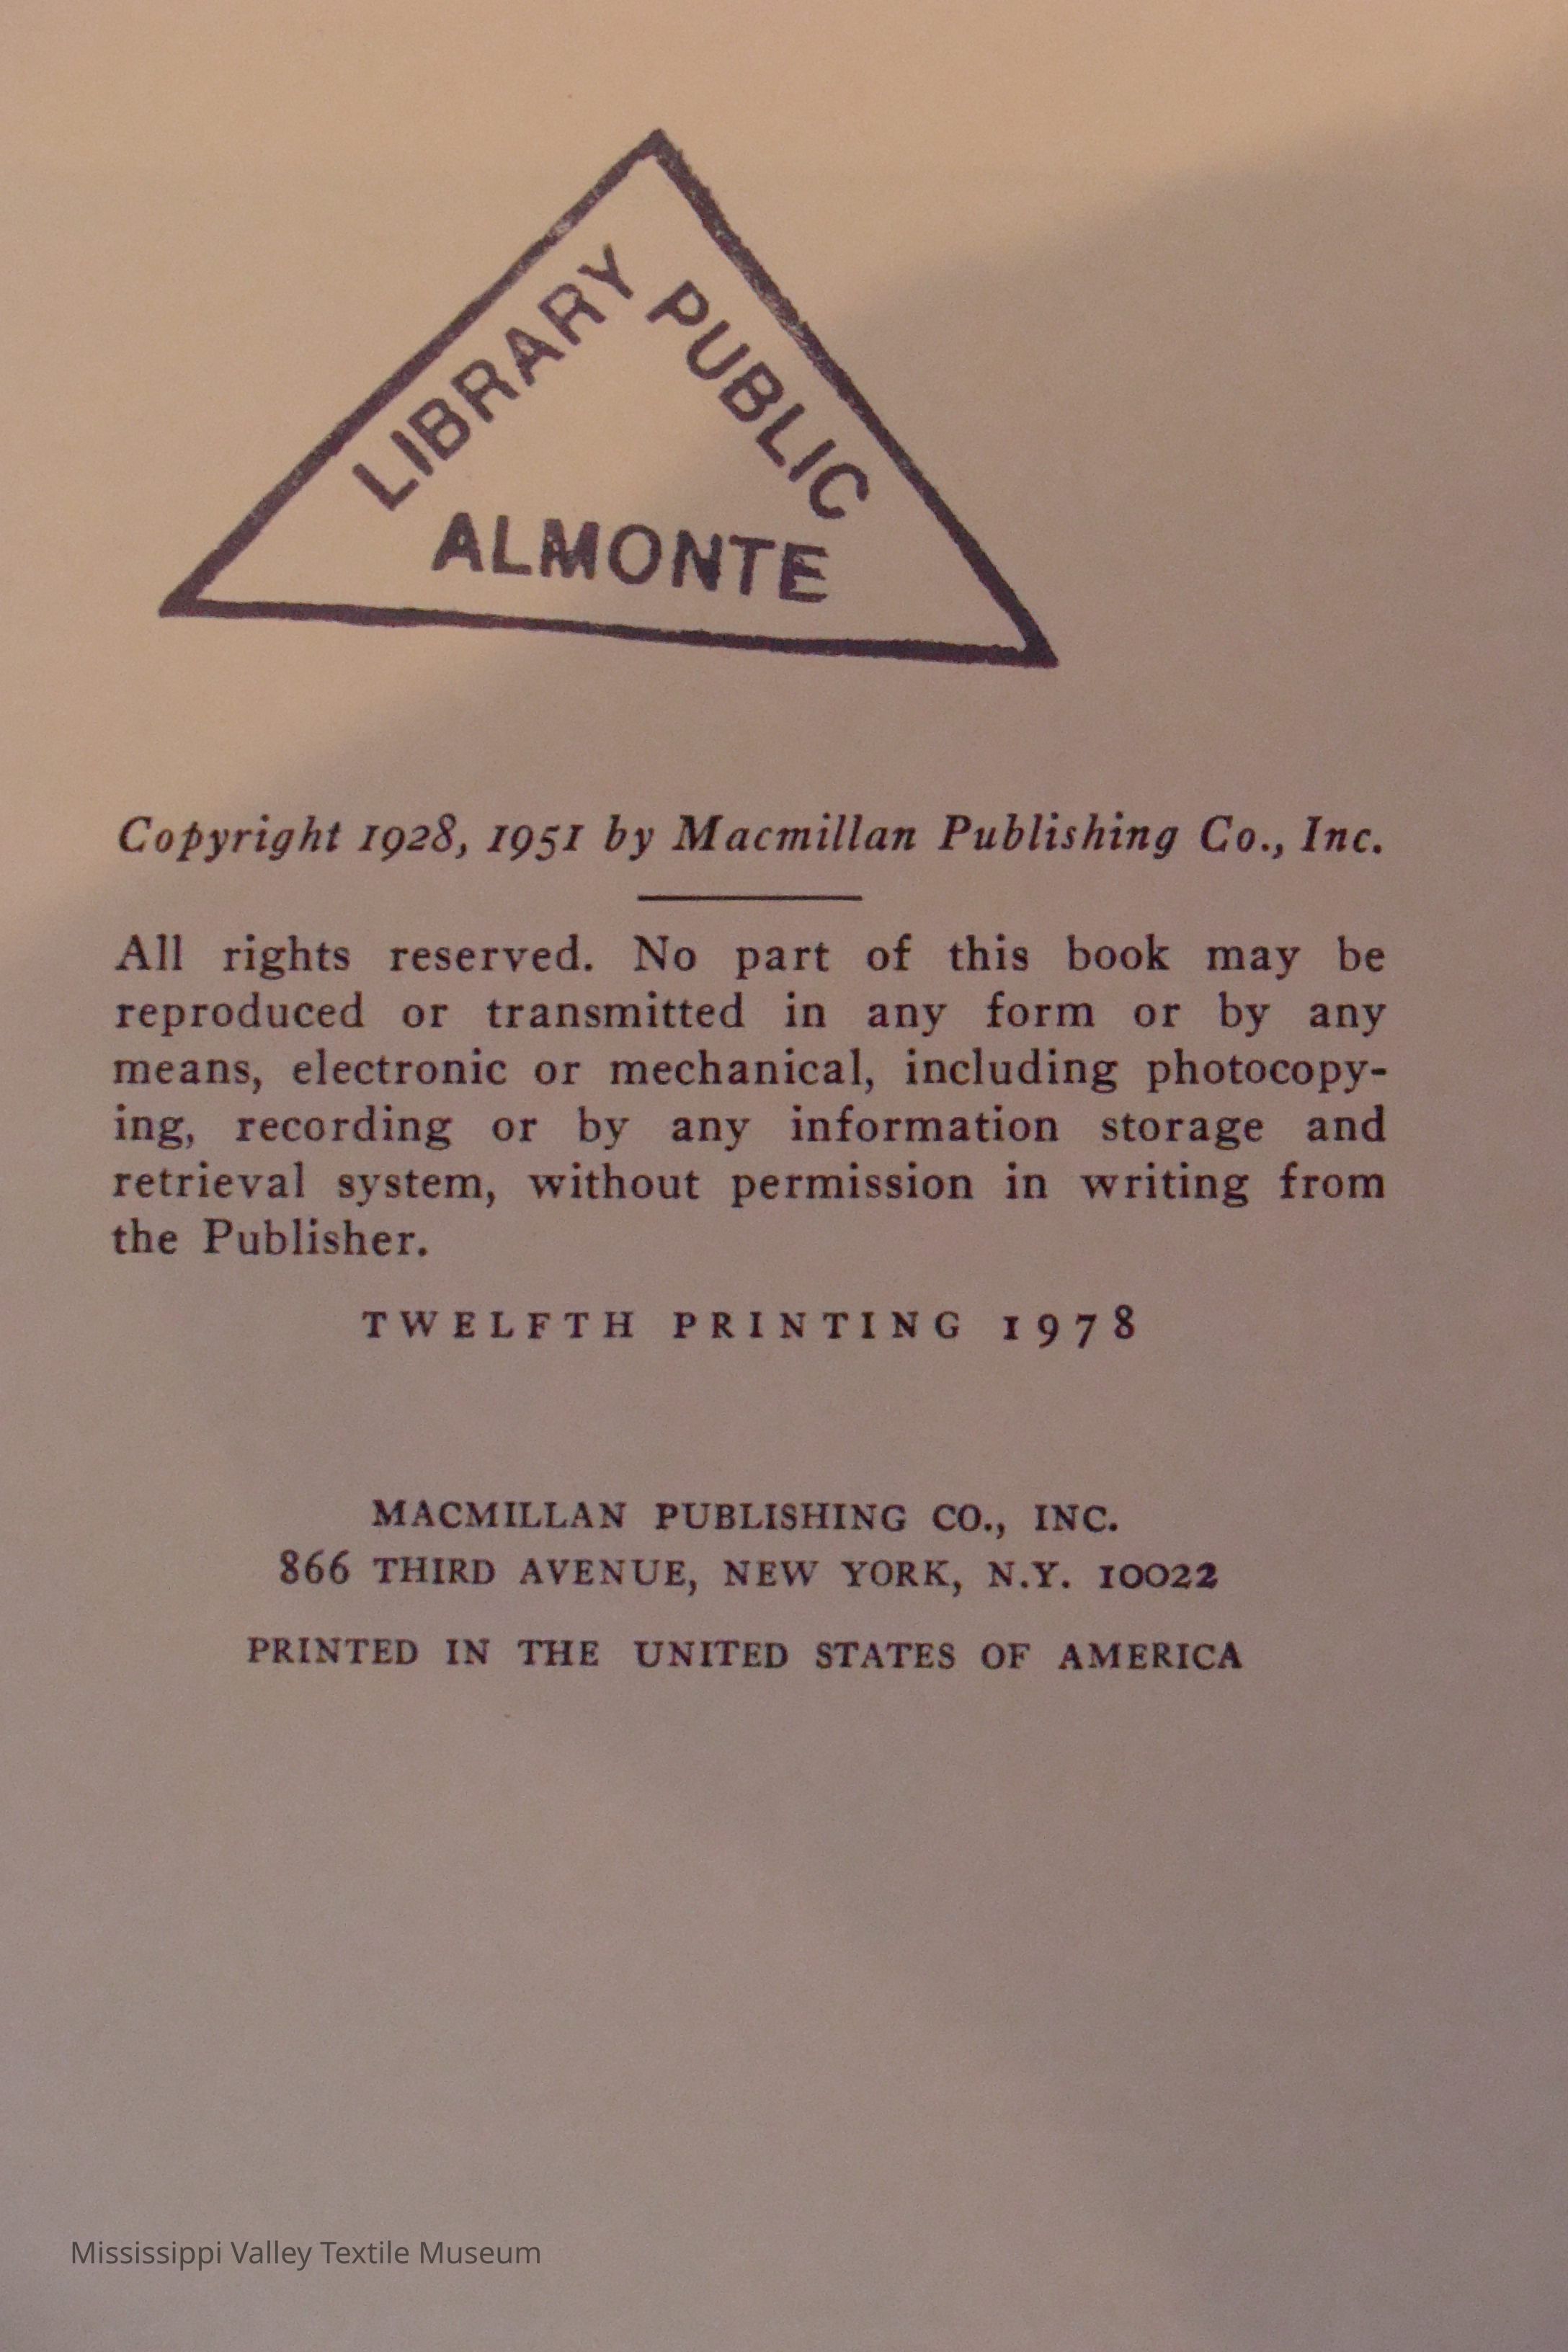 LIBRARY
PUBLIC
ALMONTE
Copyright 1928, 1951 by Macmillan Publishing Co., Inc.
All rights reserved. No part of this book may be
reproduced or transmitted in any form or by any
means, electronic or mechanical, including photocopy-
ing, recording or by any information storage and
retrieval system, without permission in writing from
the Publisher.
TWELFTH PRINTING 1978
MACMILLAN PUBLISHING CO., INC.
866 THIRD AVENUE, NEW YORK, N.Y. 10022
PRINTED IN THE UNITED STATES OF AMERICA
Mississippi Valley Textile Museum